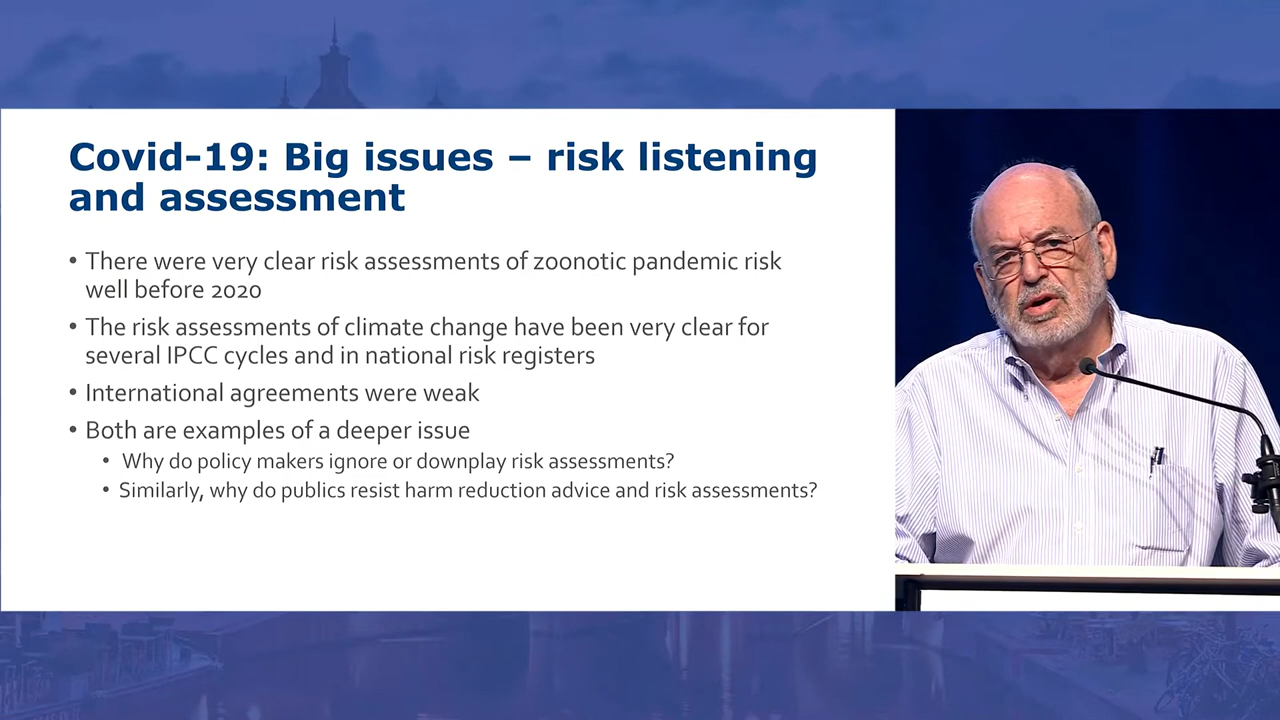 Covid-19: Big issues – risk listening
and assessment
• There were very clear risk assessments of zoonotic pandemic risk
well before 2020
• The risk assessments of climate change have been very clear for
several IPCC cycles and in national risk registers
• International agreements were weak
• Both are examples of a deeper issue
• Why do policy makers ignore or downplay risk assessments?
• Similarly, why do publics resist harm reduction advice and risk assessments?